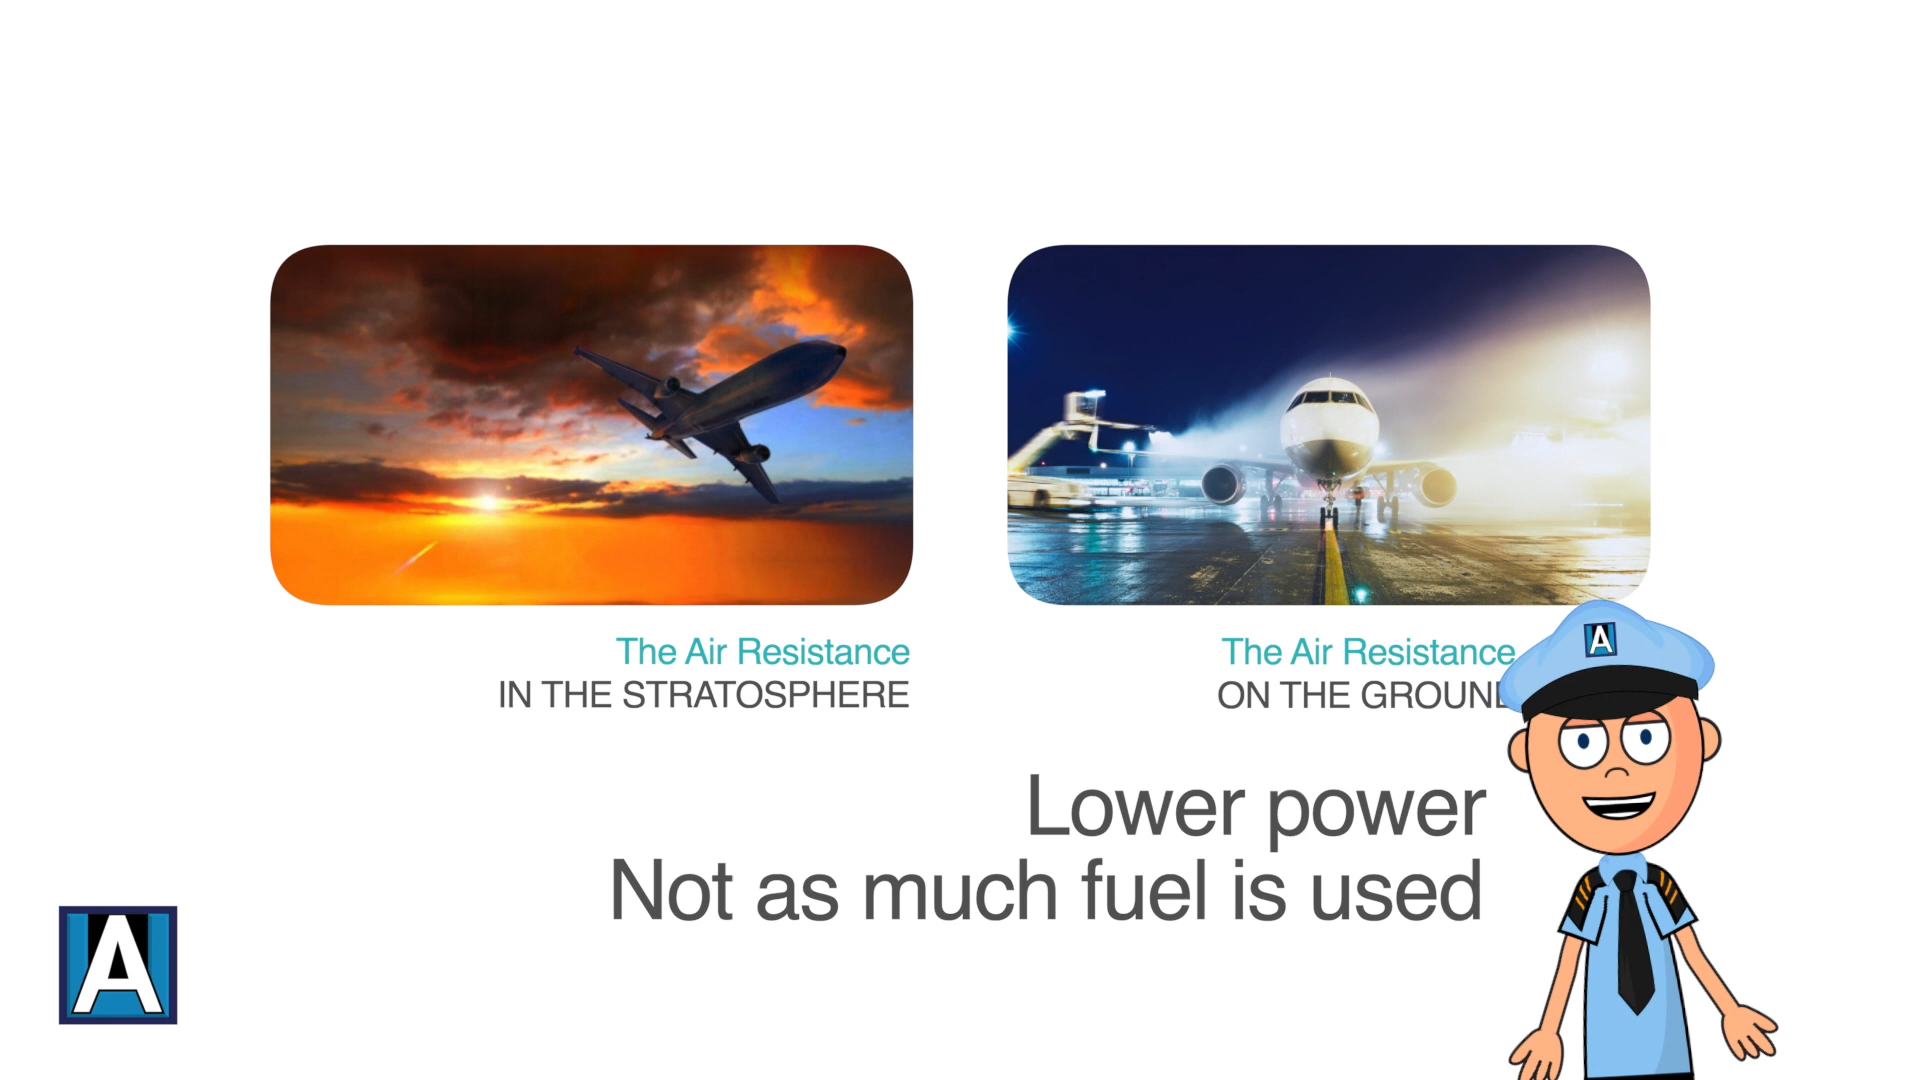 The Air Resistance
IN THE STRATOSPHERE
The Air Resistance
ON THE GROUND
Lower power
Not as much fuel is used
A
A